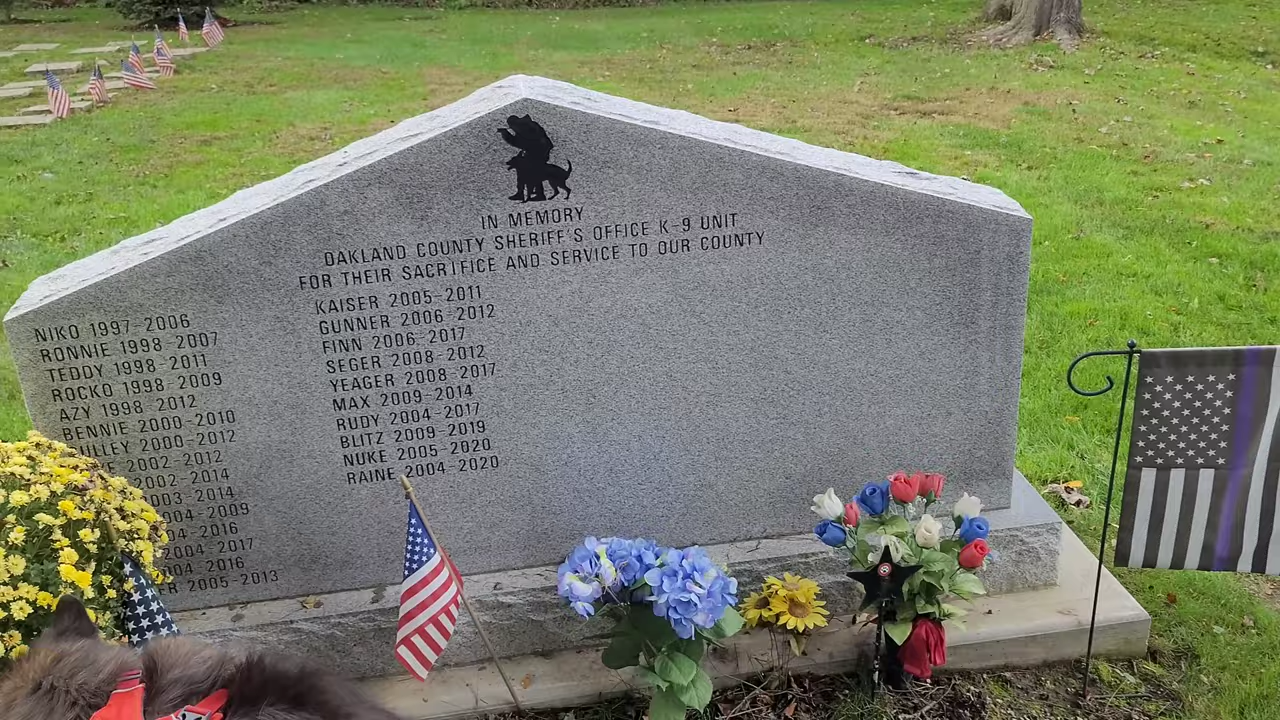 IN MEMORY
OAKLAND COUNTY SHERIFF'S OFFICE K-9 UNIT
FOR THEIR SACRIFICE AND SERVICE TO OUR COUNTY
NIKO 1997-2006
RONNIE 1998-2007
TEDDY 1998-2011
ROCKO 1998-2009
AZY 1998-2012
BENNIE 2000-2010
2000-2012
2002-2012
2002-2014
2003-2014
2004-2009
2004-2016
2004-2017
2004-2016
2005-2013
KAISER 2005-2011
GUNNER 2006-2012
FINN 2006-2017
SEGER 2008-2012
YEAGER 2008-2017
MAX 2009-2014
RUDY 2004-2017
BLITZ 2009-2019
NUKE 2005-2020
RAINE 2004-2020